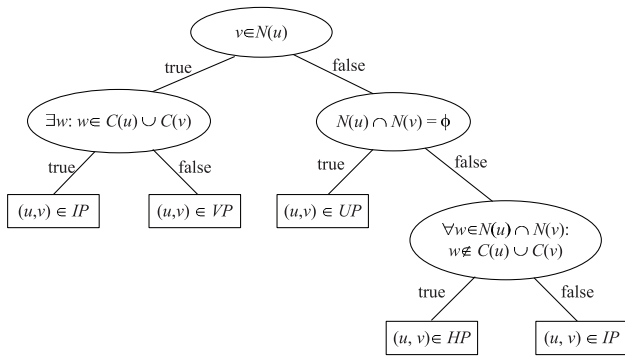 v∈N(u)
true false
∃w: w∈ C(u) ∪ C(v) N(u) ∩ N(v) = ϕ
true false true false
(u,v) ∈ IP (u,v) ∈ VP (u,v) ∈ UP
∀w∈N(u) ∩ N(v):
w∉ C(u) ∪ C(v)
true false
(u, v)∈ HP (u, v) ∈ IP